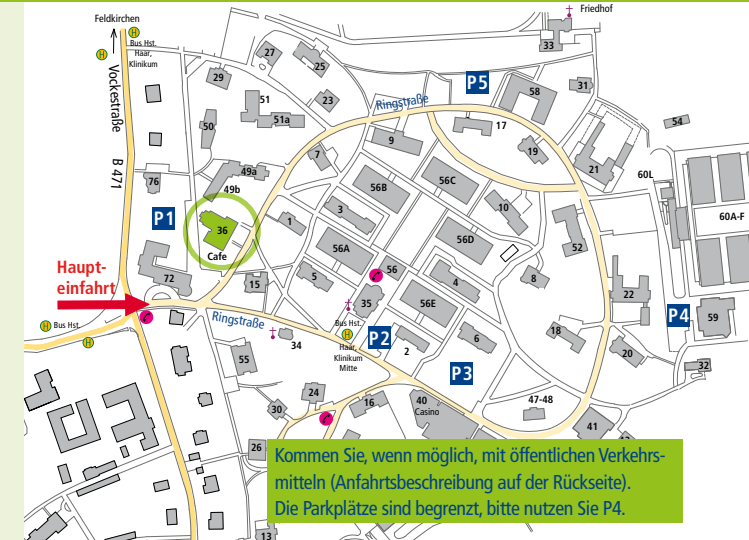 Feldkirchen
Friedhof
H
Bus Hst.
Haar,
Klinikum
H
33
27
25
P5
29
51
23
58
31
Vockestraße
Ringstraße
51a
17
54
50
9
7
19
21
B 471
49a
56B
56C
60L
76
49b
P1
3
10
60A-F
1
36
56D
52
Cafe
56A
Haupt-
einfahrt
72
5
56
4
8
15
35
56E
22
P4
59
Ringstraße
H
Bus Hst.
H
Bus Hst.
H
Haar,
Klinikum
Mitte
P2
34
2
6
18
20
55
P3
32
24
47-48
30
16
40
Casino
41
26
Kommen Sie, wenn möglich, mit öffentlichen Verkehrs-
mitteln (Anfahrtsbeschreibung auf der Rückseite).
Die Parkplätze sind begrenzt, bitte nutzen Sie P4.
13